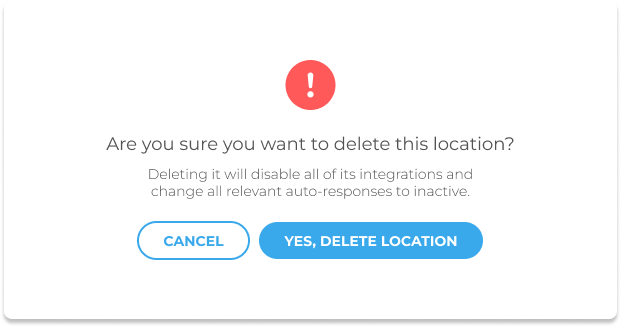 Are you sure you want to delete this location?
Deleting it will disable all of its integrations and
change all relevant auto-responses to inactive.
CANCEL
YES, DELETE LOCATION